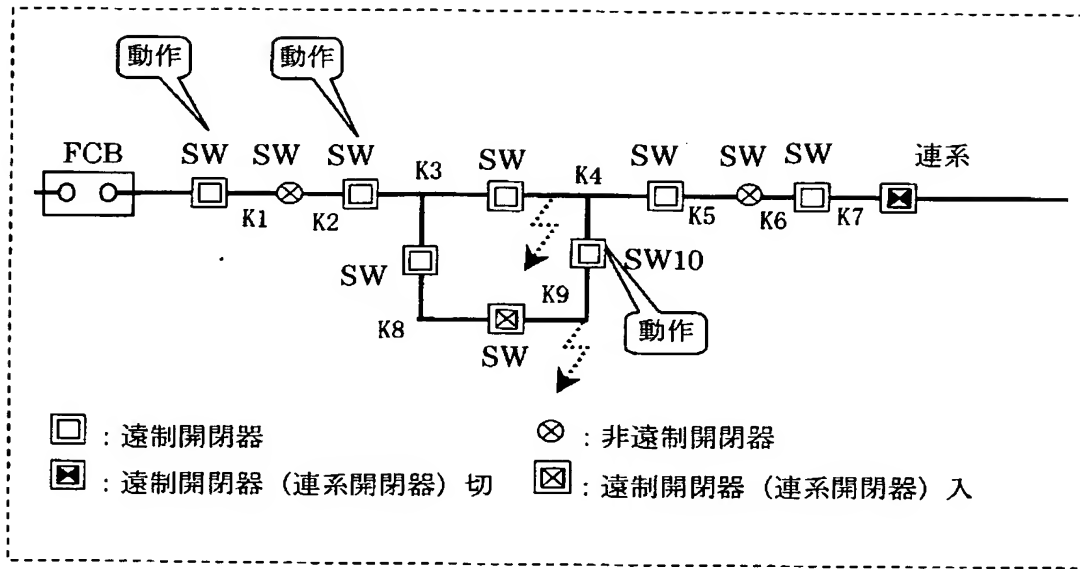 動作
動作
FCB
SW
SW
SW
K3
SW
K4
SW
SW
SW
連系
K1
K2
K5
K6
K7
SW
SW10
K9
K8
SW
動作
：遠制開閉器
：非遠制開閉器
：遠制開閉器（連系開閉器）切
：遠制開閉器（連系開閉器）入